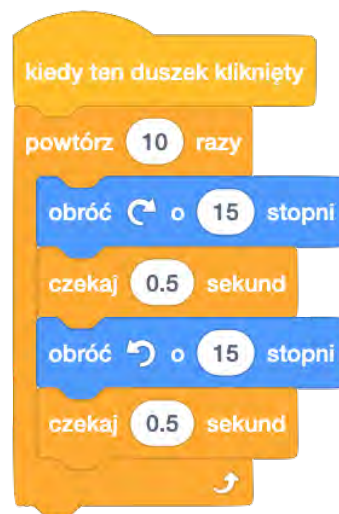 kiedy ten duszek kliknięty
powtórz 10 razy
obróć o 15 stopni
czekaj 0.5 sekund
obróć o 15 stopni
czekaj 0.5 sekund